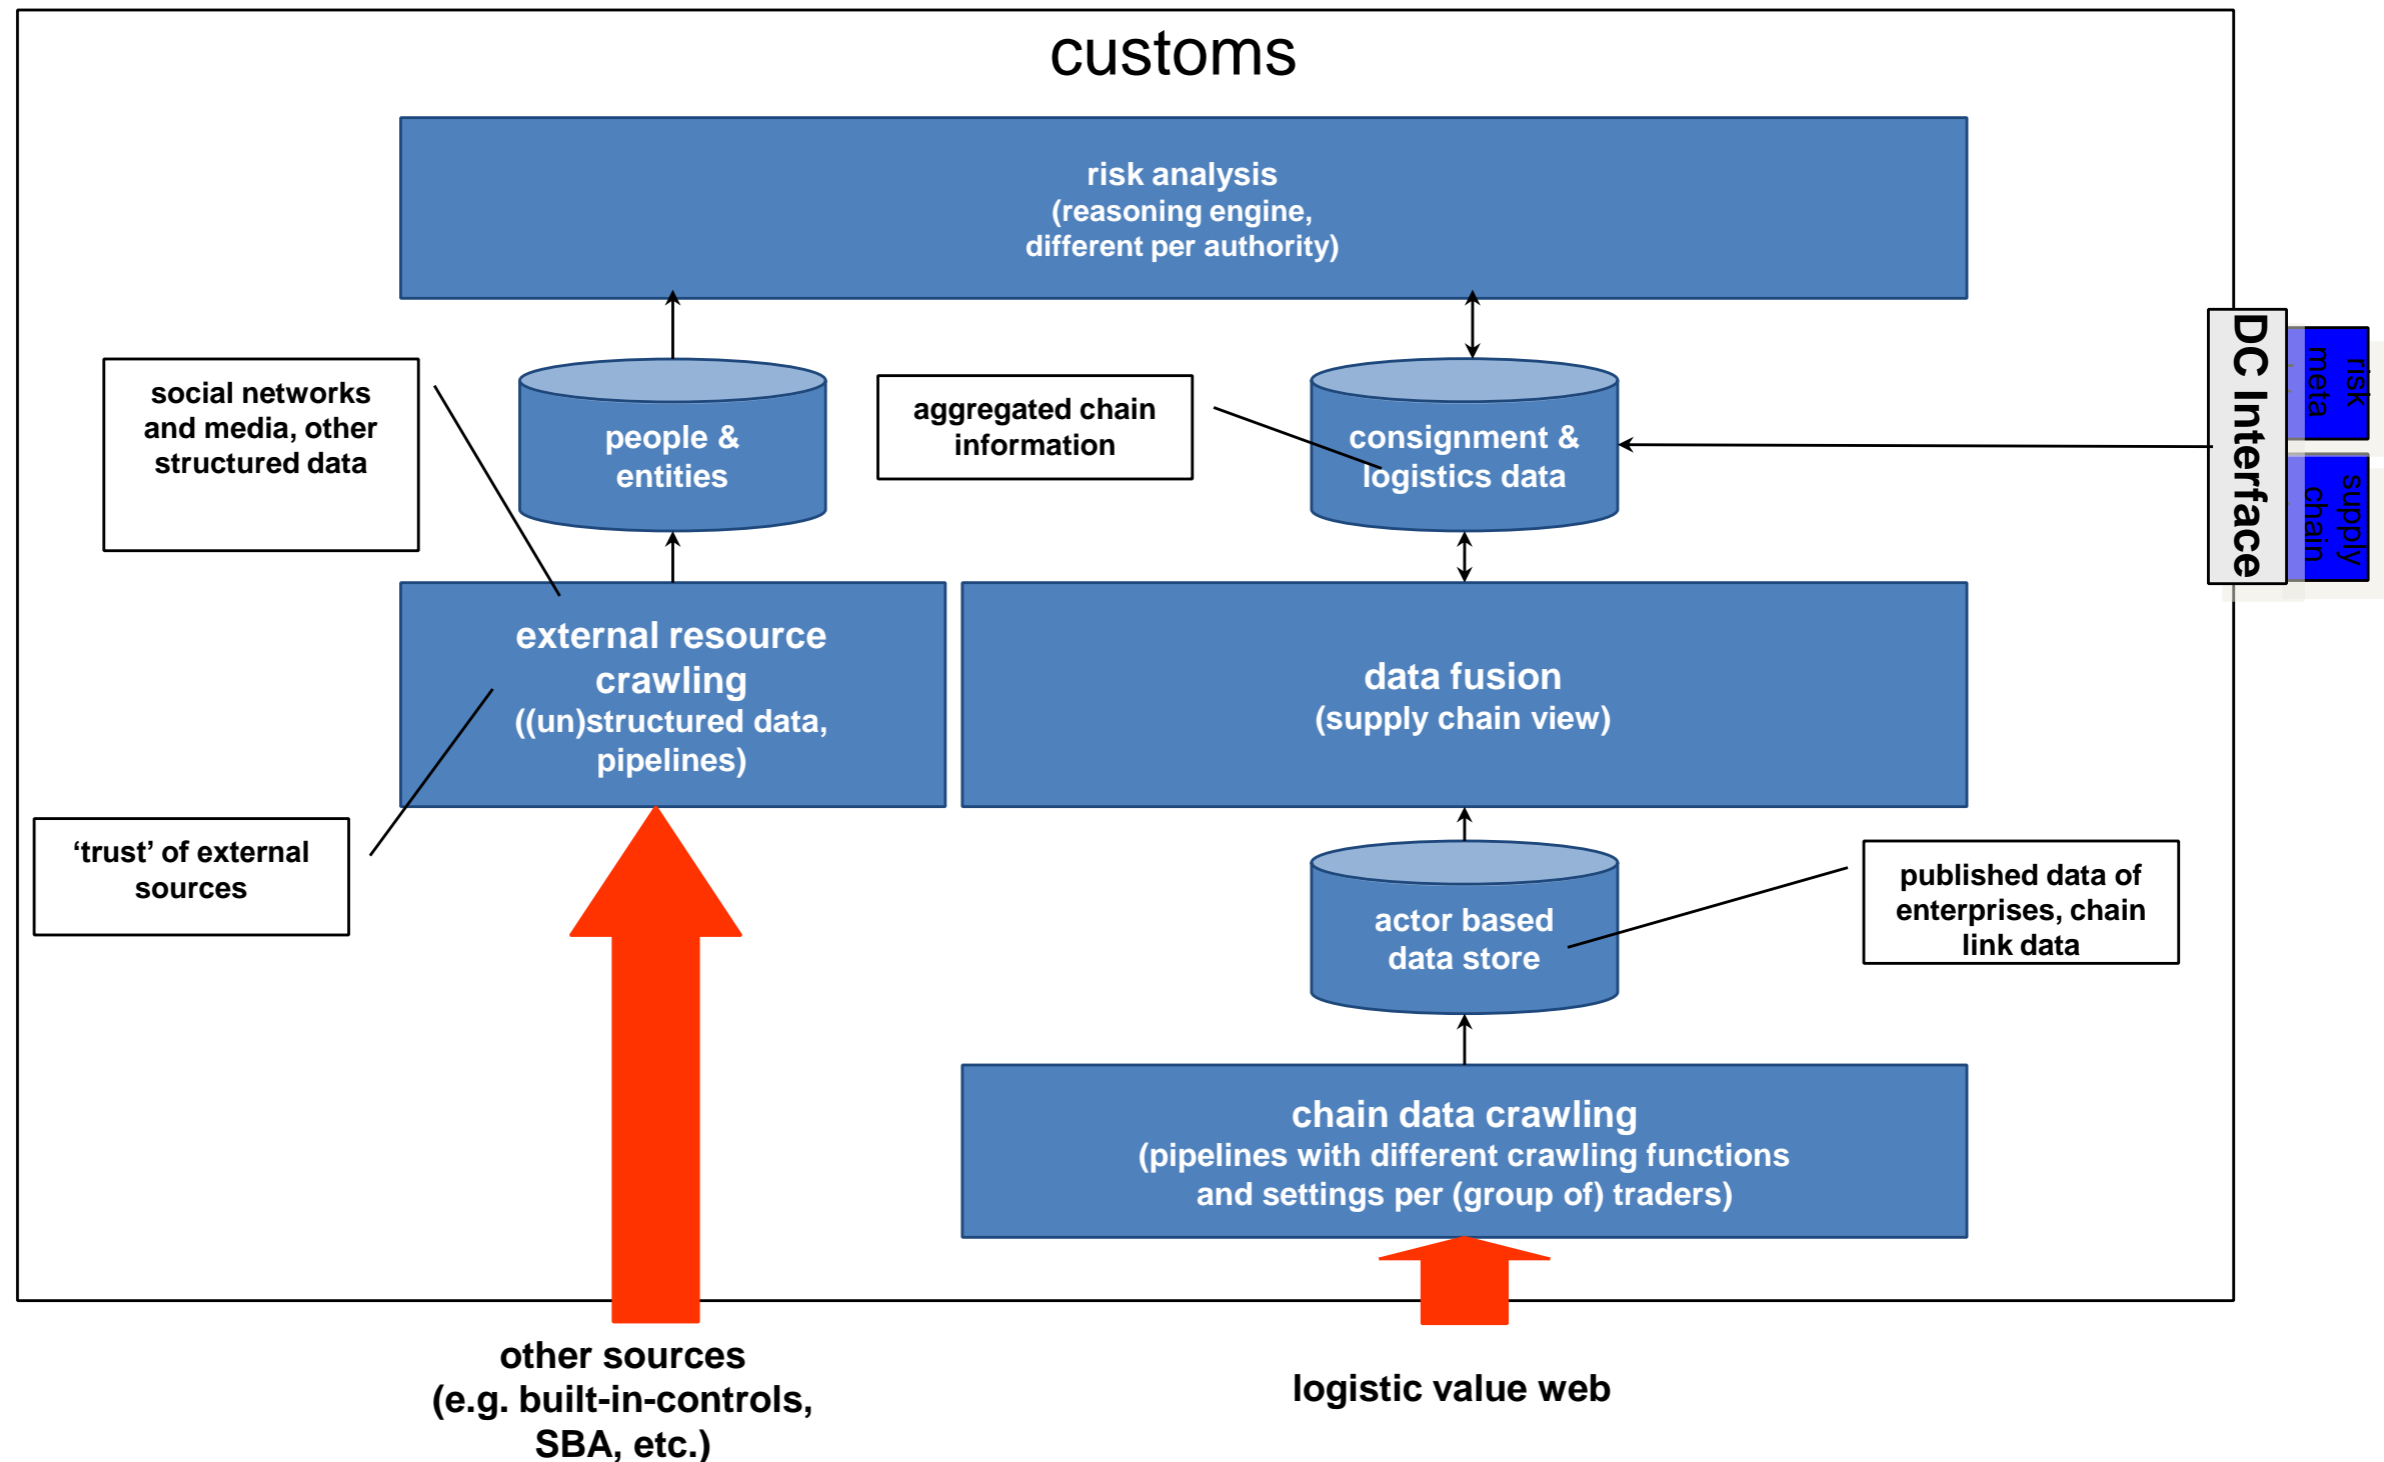 customs
risk analysis
(reasoning engine,
different per authority)
social networks
and media, other
structured data
people &
entities
aggregated chain
information
consignment &
logistics data
DC Interface
risk
meta
supply
chain
external resource
crawling
((un)structured data,
pipelines)
data fusion
(supply chain view)
‘trust’ of external
sources
actor based
data store
published data of
enterprises, chain
link data
chain data crawling
(pipelines with different crawling functions
and settings per (group of) traders)
other sources
(e.g. built-in-controls,
SBA, etc.)
logistic value web